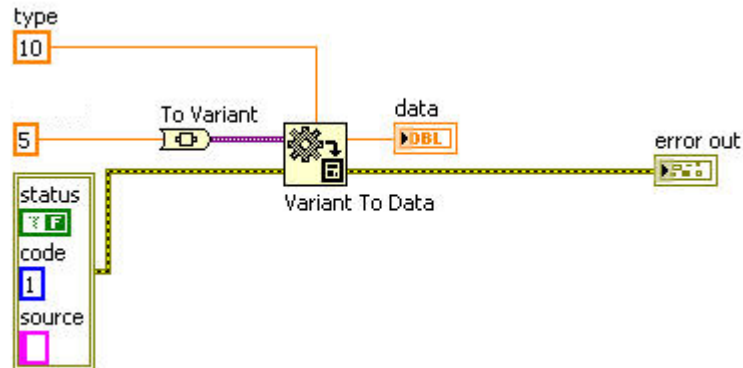 type
10
To Variant
data
5
DBL
error out
status
F
Variant To Data
code
1
source